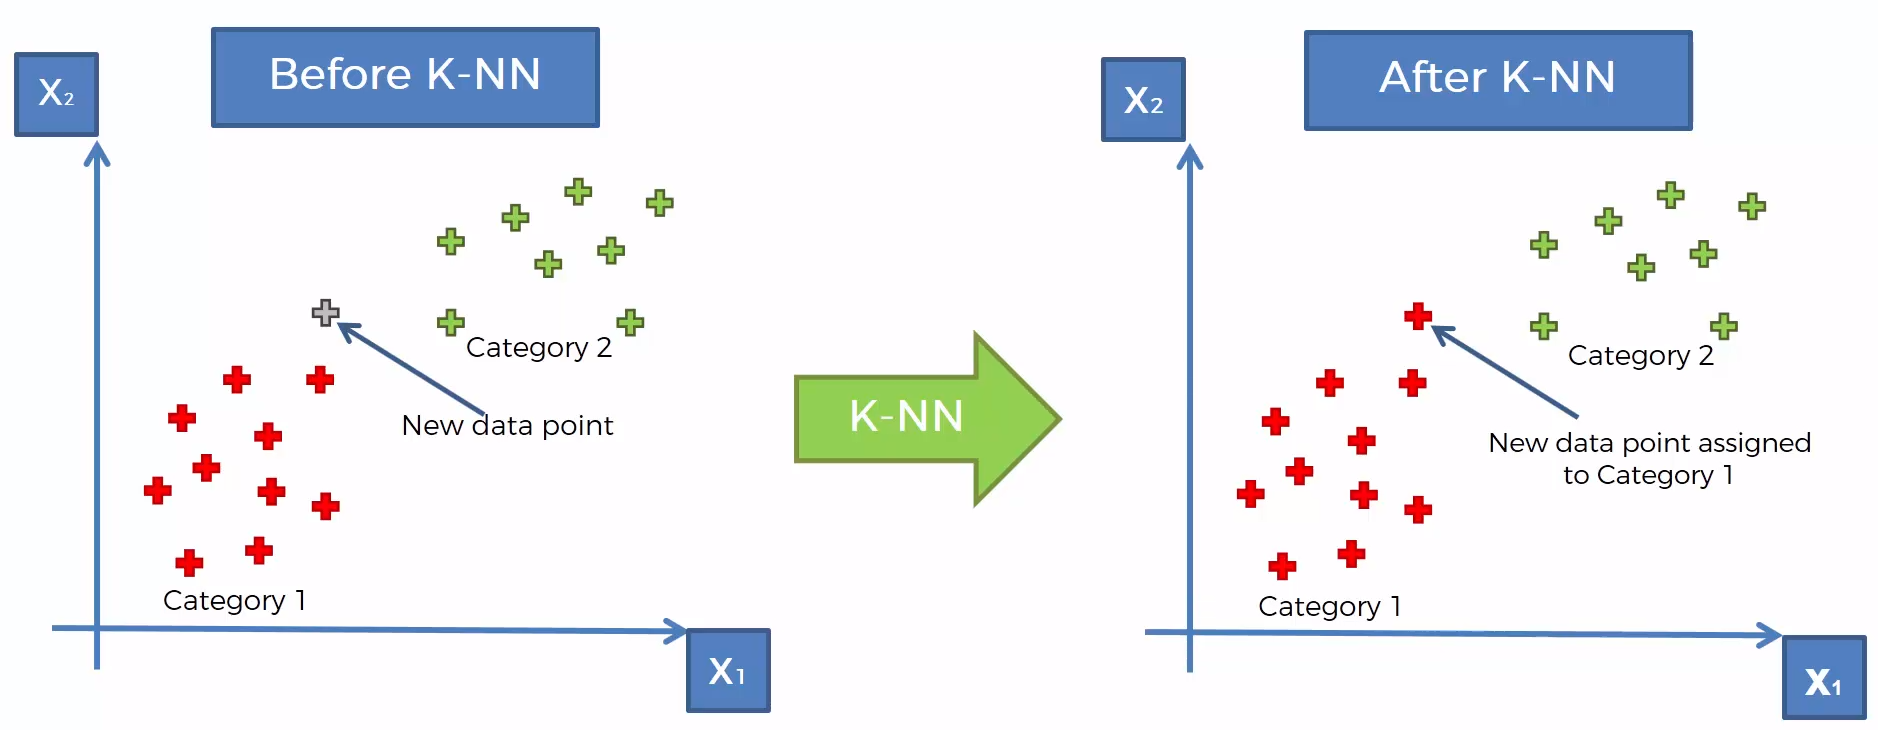 Before K-NN
X2
Category 2
New data point
Category 1
X1
K-NN
After K-NN
X2
Category 2
New data point assigned
to Category 1
Category 1
X1